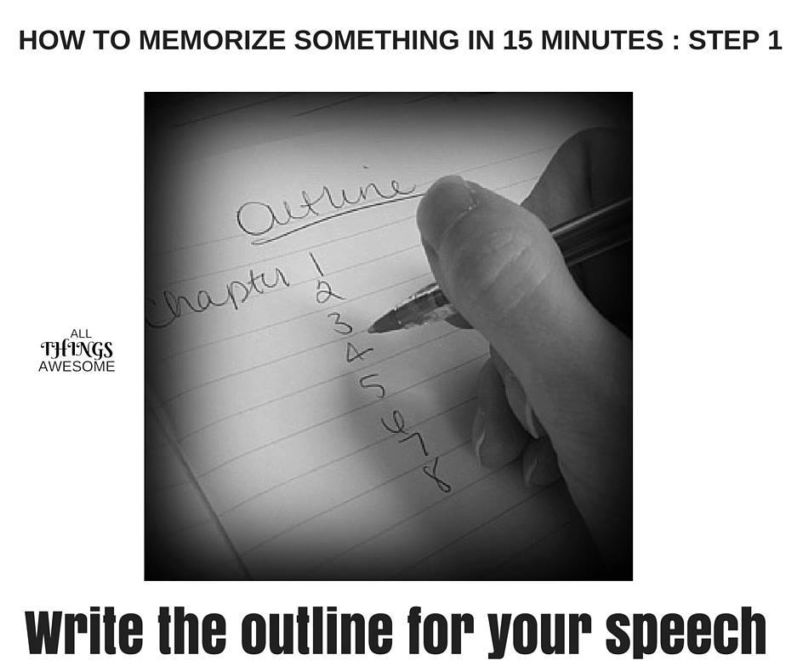 HOW TO MEMORIZE SOMETHING IN 15 MINUTES : STEP 1
Outline
Chapter 1
2
3
4
5
6
7
8
ALL
THINGS
AWESOME
Write the outline for your speech